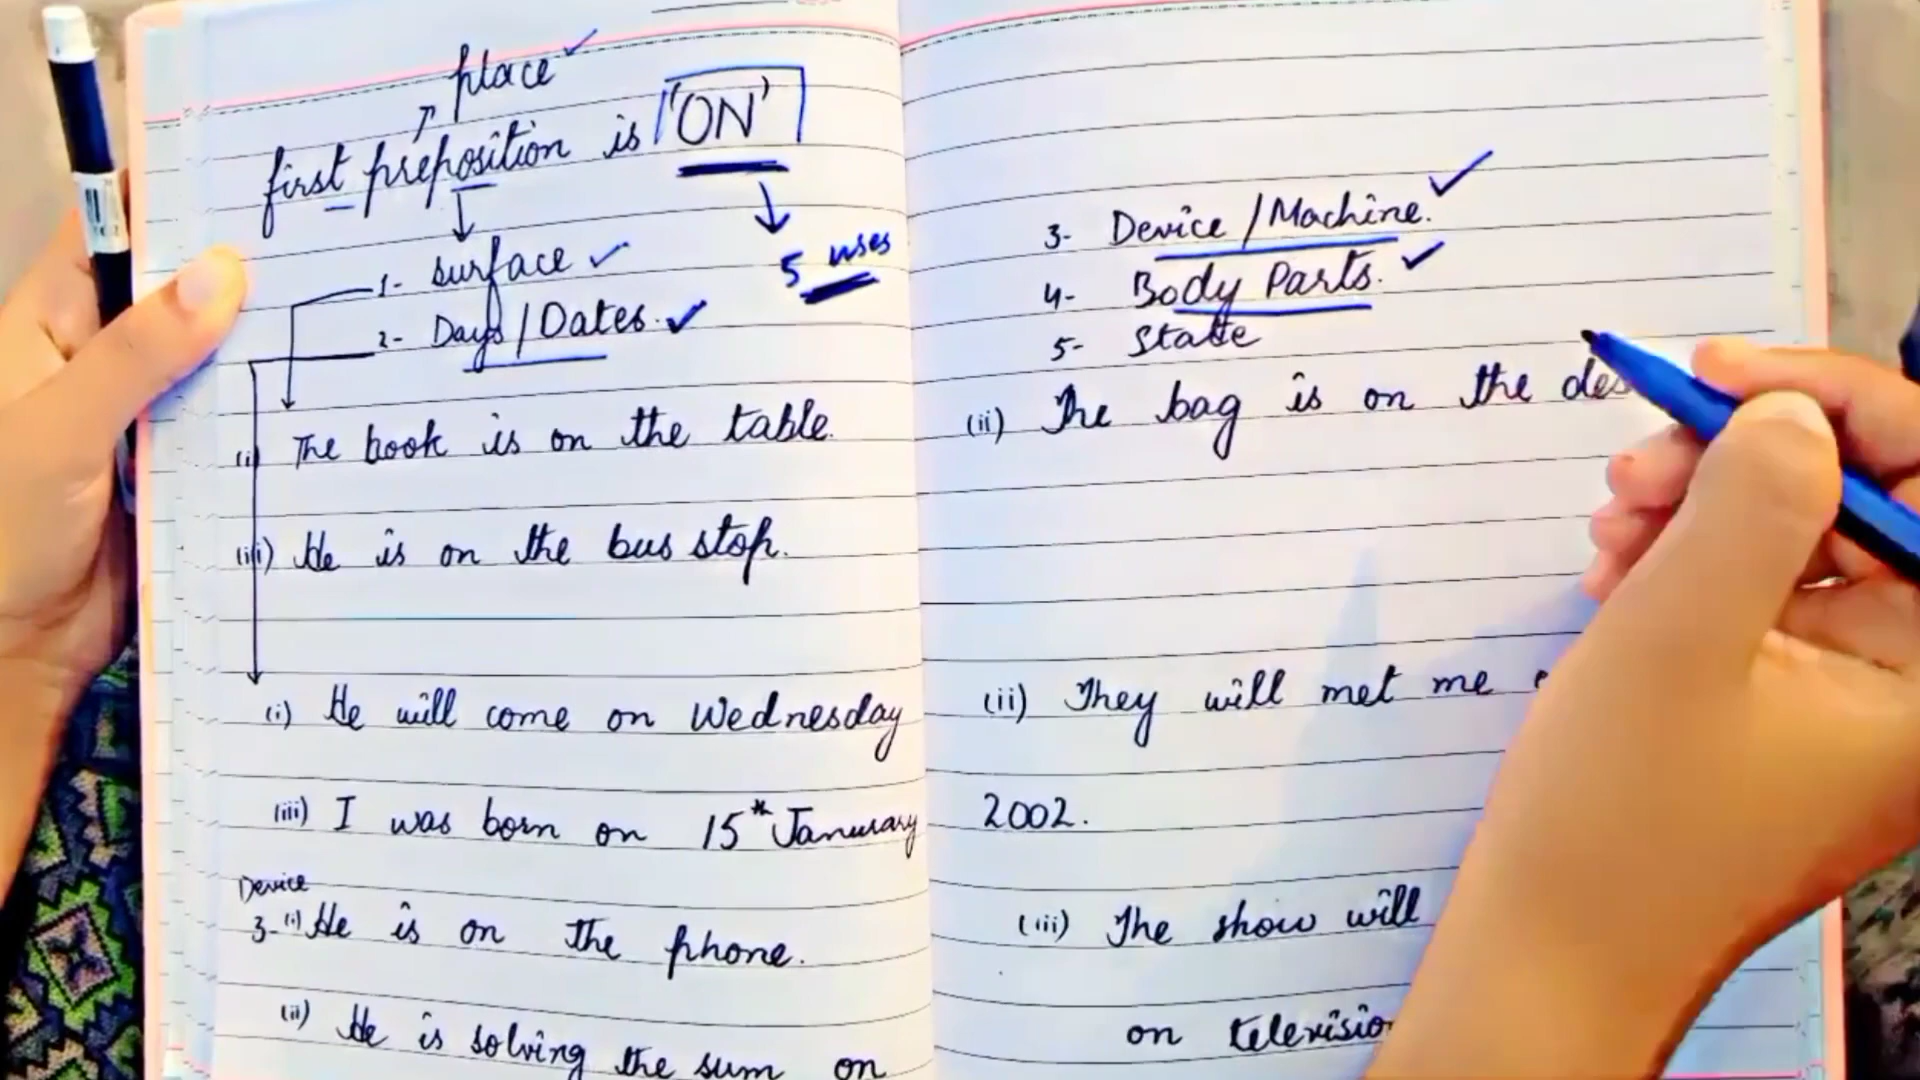 place
first preposition is 'ON'
5 uses
1- surface
2- Days / Dates.
(i) The book is on the table.
(iii) He is on the bus stop.
(i) He will come on Wednesday
(iii) I was born on 15th Janurary
Device
3- (i) He is on the phone.
(ii) He is solving the sum on
3- Device / Machine.
4- Body Parts.
5- State
(ii) The bag is on the
(ii) They will met me
2002.
(iii) The show will
on